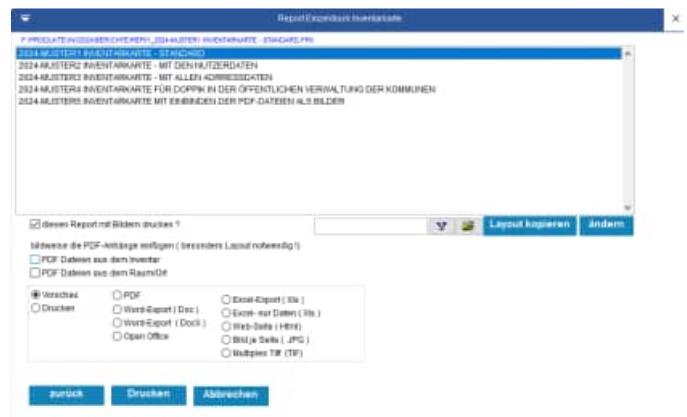 Report Einzeldruck Inventarkarte
2024-MUSTER1 INVENTARKARTE - STANDARD
2024-MUSTER2 INVENTARKARTE - MIT DEN NUTZERDATEN
2024-MUSTER3 INVENTARKARTE - MIT ALLEN ADRRESSDATEN
2024-MUSTER4 INVENTARKARTE FÜR DOPPIK IN DER ÖFFENTLICHEN VERWALTUNG DER KOMMUNEN
2024-MUSTER5 INVENTARKARTE MIT EINBINDEN DER PDF-DATEIEN ALS BILDER
diesen Report mit Bildern drucken ?
Layout kopieren
ändern
bildweise die PDF-Anhänge einfügen ( besonders Layout notwendig !)
PDF Dateien aus dem Inventar
PDF Dateien aus dem Raum/Ort
Vorschau
Drucken
PDF
Word-Export ( Doc )
Word-Export ( DocX )
Open Office
Excel-Export ( Xls )
Excel- nur Daten ( Xls )
Web-Seite ( Html)
Bild je Seite ( .JPG )
Multiples Tiff (TIF)
zurück
Drucken
Abbrechen